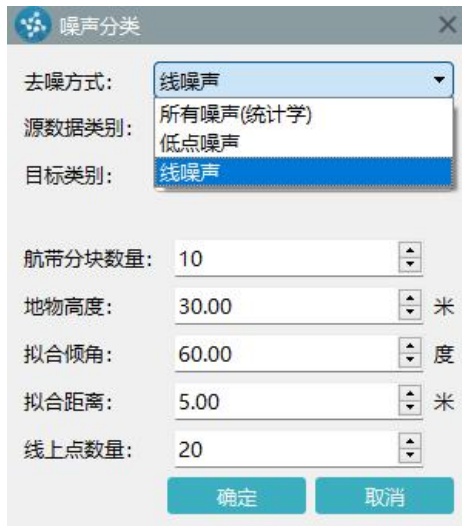 噪声分类
去噪方式: 线噪声
所有噪声(统计学)
源数据类别:
低点噪声
目标类别: 线噪声
航带分块数量: 10
地物高度: 30.00 米
拟合倾角: 60.00 度
拟合距离: 5.00 米
线上点数量: 20
确定 取消